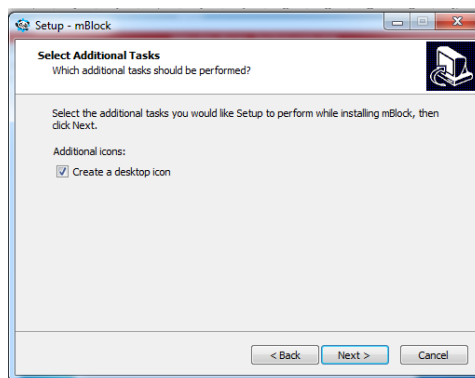 Setup - mBlock
Select Additional Tasks
Which additional tasks should be performed?
Select the additional tasks you would like Setup to perform while installing mBlock, then
click Next.
Additional icons:
Create a desktop icon
< Back
Next >
Cancel